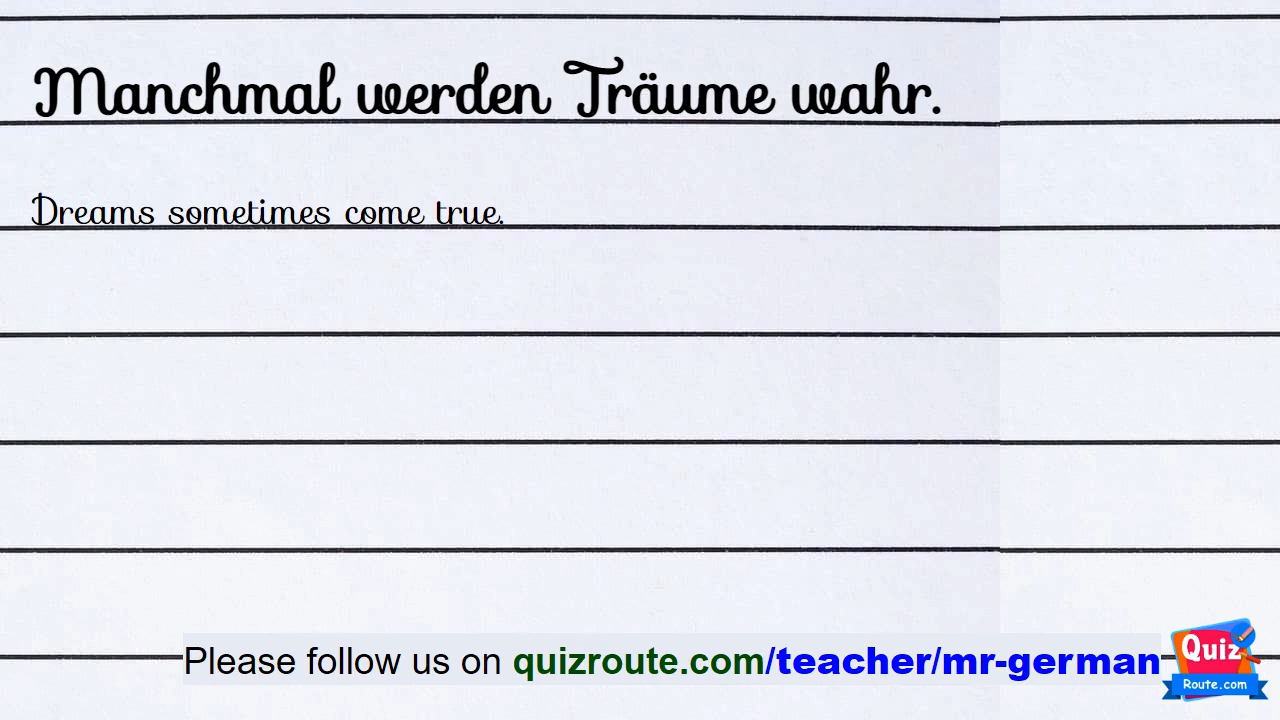 Manchmal werden Träume wahr.
Dreams sometimes come true.
Please follow us on quizroute.com/teacher/mr-german
Quiz
Route.com